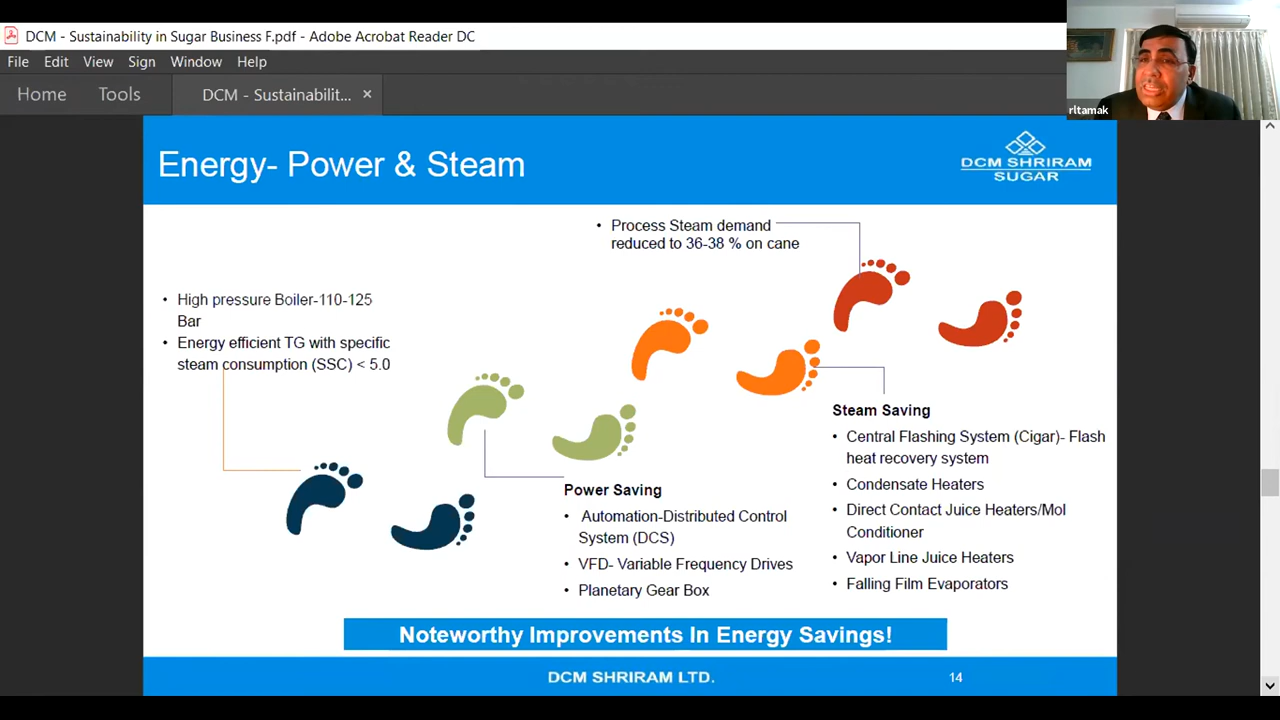 DCM - Sustainability in Sugar Business F.pdf - Adobe Acrobat Reader DC
File Edit View Sign Window Help
Home Tools DCM - Sustainabilit... ×
rltamak
Energy- Power & Steam
DCM SHRIRAM
SUGAR
• Process Steam demand
reduced to 36-38 % on cane
• High pressure Boiler-110-125
Bar
• Energy efficient TG with specific
steam consumption (SSC) < 5.0
Power Saving
• Automation-Distributed Control
System (DCS)
• VFD- Variable Frequency Drives
• Planetary Gear Box
Steam Saving
• Central Flashing System (Cigar)- Flash
heat recovery system
• Condensate Heaters
• Direct Contact Juice Heaters/Mol
Conditioner
• Vapor Line Juice Heaters
• Falling Film Evaporators
Noteworthy Improvements In Energy Savings!
DCM SHRIRAM LTD.
14